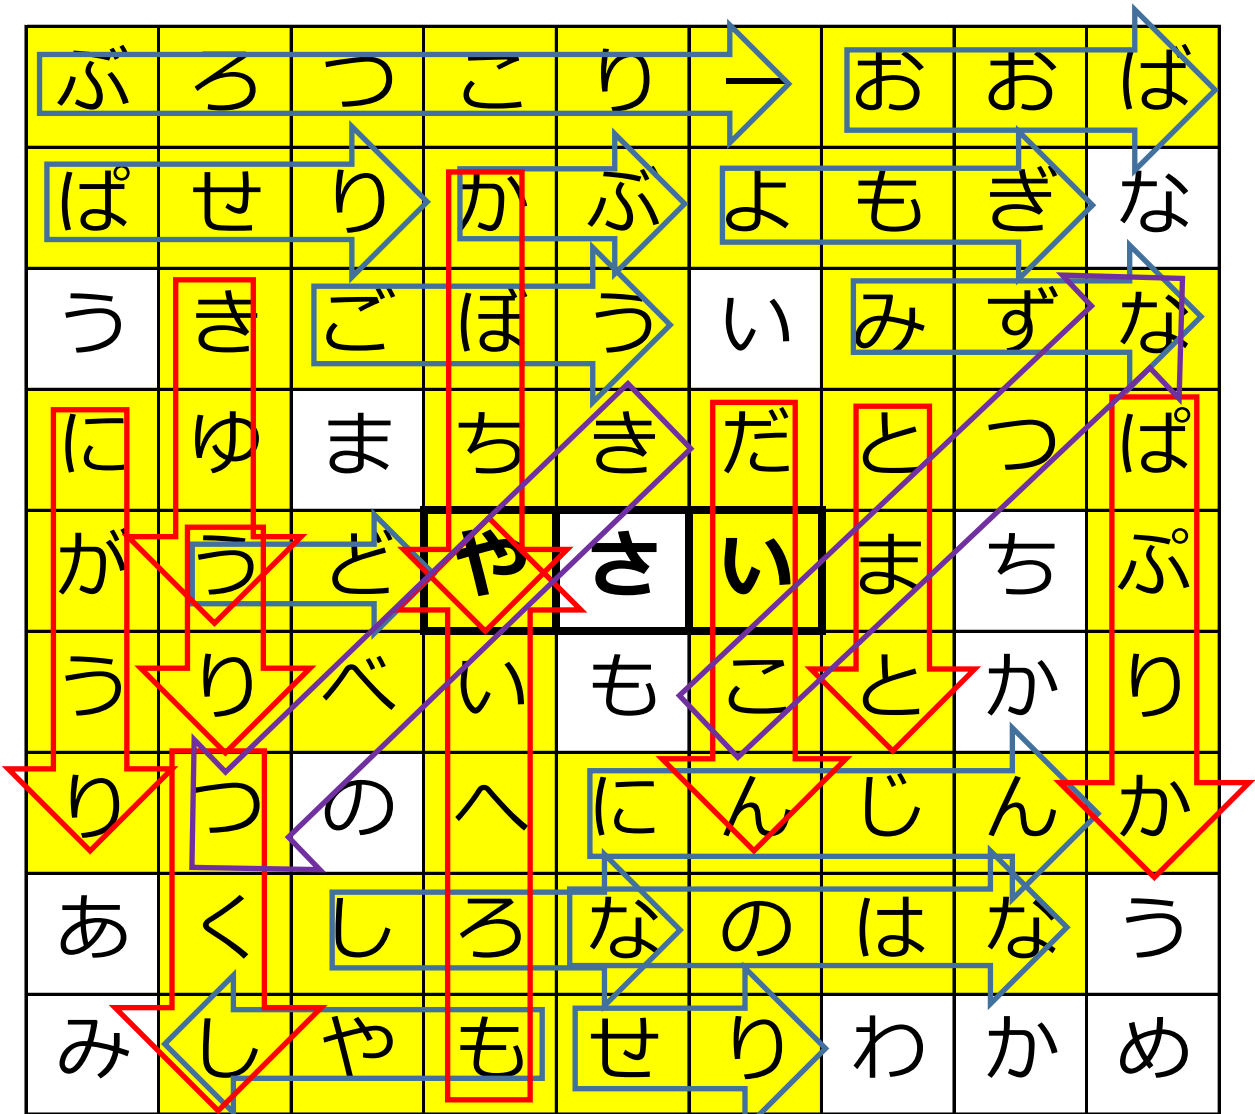 ぶろつこりーおおば
ぱせりかぶよもぎな
うきごぼういみずな
にゆまちきだとつぱ
がうどやさいまちぷ
うりべいもことかり
りつのへにんじんか
あくしろなのはなう
みしやもせりわかめ